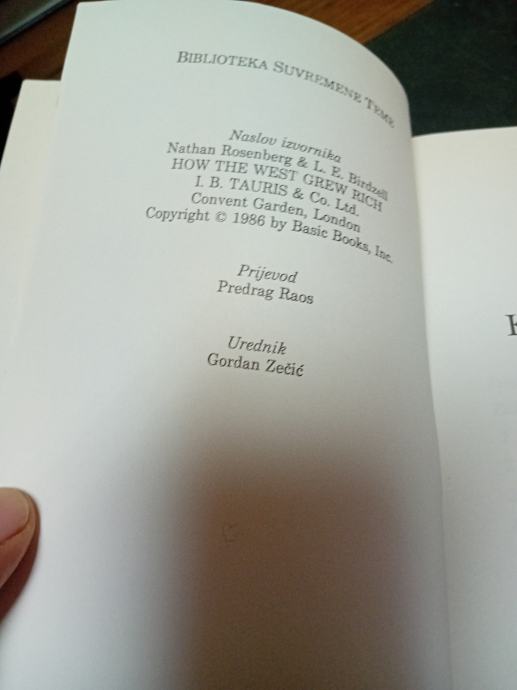 BIBLIOTEKA SUVREMENE TEME
Naslov izvornika
Nathan Rosenberg & L. E. Birdzell
HOW THE WEST GREW RICH
I. B. TAURIS & Co. Ltd.
Convent Garden, London
Copyright © 1986 by Basic Books, Inc.
Prijevod
Predrag Raos
Urednik
Gordan Zečić